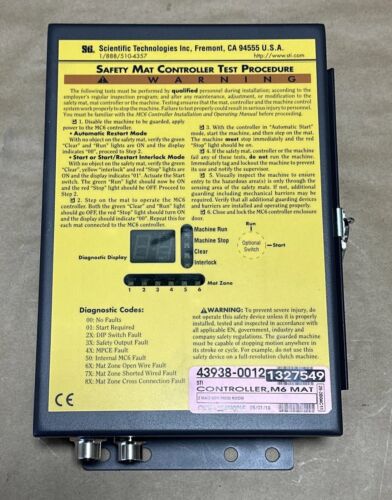 STi Scientific Technologies Inc, Fremont, CA 94555 U.S.A.
1/888/510-4357 http://www.sti.com
SAFETY MAT CONTROLLER TEST PROCEDURE
WARNING
The following tests must be performed by qualified personnel during installation; according to the
employer's regular inspection program; and after any maintenance, adjustment, or modification to the
safety mat, mat controller or the machine. Testing ensures that the mat, controller and the machine control
system work properly to stop the machine. Failure to test properly could result in serious injury to personnel.
You must be familiar with the MC6 Controller Installation and Operating Manual before proceeding.
1. Disable the machine to be guarded, apply
power to the MC6 controller.
• Automatic Restart Mode
With no object on the safety mat, verify the green
"Clear" and "Run" lights are ON and the display
indicates "00", proceed to Step 2.
• Start or Start/Restart Interlock Mode
With no object on the safety mat, verify the green
"Clear", yellow "interlock" and red "Stop" lights are
ON and the display indicates "01". Actuate the Start
switch. The green "Run" light should now be ON
and the red "Stop" light should be OFF. Proceed to
Step 2.
2. Step on the mat to operate the MC6
controller. Both the green "Clear" and "Run" light
should go OFF, the red "Stop" light should turn ON
and the display should indicate "00". Repeat this for
each mat connected to the MC6 controller.
3. With the controller in "Automatic Start"
mode, start the machine, and then step on the mat.
The machine must stop immediately and the red
"Stop" light should be on.
4. If the safety mat, controller or the machine
fail any of these tests, do not run the machine.
Immediately tag and lockout the machine to prevent
its use and notify the supervisor.
5. Visually inspect the machine to ensure
entry to the hazardous area(s) is only through the
sensing area of the safety mats. If not, additional
guarding including mechanical barriers may be
required. Verify that all additional guarding devices
and barriers are installed and operating properly.
6. Close and lock the MC6 controller enclosure
door.
Diagnostic Display
Machine Run
Machine Stop
Clear
Interlock
Run
Optional
Switch
Start
1 2 3 4 5 6 Mat Zone
Diagnostic Codes:
00: No Faults
01: Start Required
2X: DIP Switch Fault
3X: Safety Output Fault
4X: MPCE Fault
50: Internal MC6 Fault
6X: Mat Zone Open Wire Fault
7X: Mat Zone Shorted Wired Fault
8X: Mat Zone Cross Connection Fault
WARNING: To prevent severe injury, do
not operate this safety device unless it is properly
installed, tested and inspected in accordance with
all applicable EN, government, industry and
company safety regulations. The guarded machine
must be capable of stopping motion anywhere in
its stroke or cycle. For example, do not use this
safety device on a full-revolution clutch machine.
CE
43938-0012
1327549
STI
CONTROLLER,M6 MAT